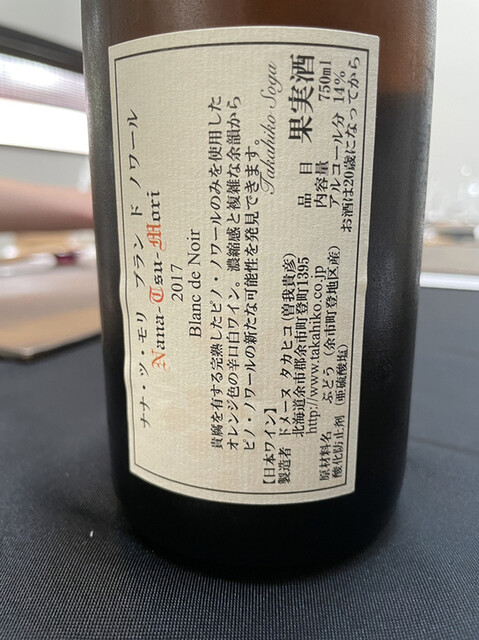 ナナ・ツ・モリ ブラン ド ノワール
Nana-Tsu-Mori
2017
Blanc de Noir
貴腐を有する完熟したピノ・ノワールのみを使用した
オレンジ色の辛口白ワイン。濃縮感と複雑な余韻から
ピノ・ノワールの新たな可能性を発見できます。
Takahiko Soga
【日本ワイン】
製造者 ドメーヌ タカヒコ(曽我貴彦)
北海道余市郡余市町登町1395
http://www.takahiko.co.jp
原材料名 ぶどう(余市町登地区産)
酸化防止剤(亜硫酸塩)
果実酒
品目
内容量 750ml
アルコール分 14%
お酒は20歳になってから